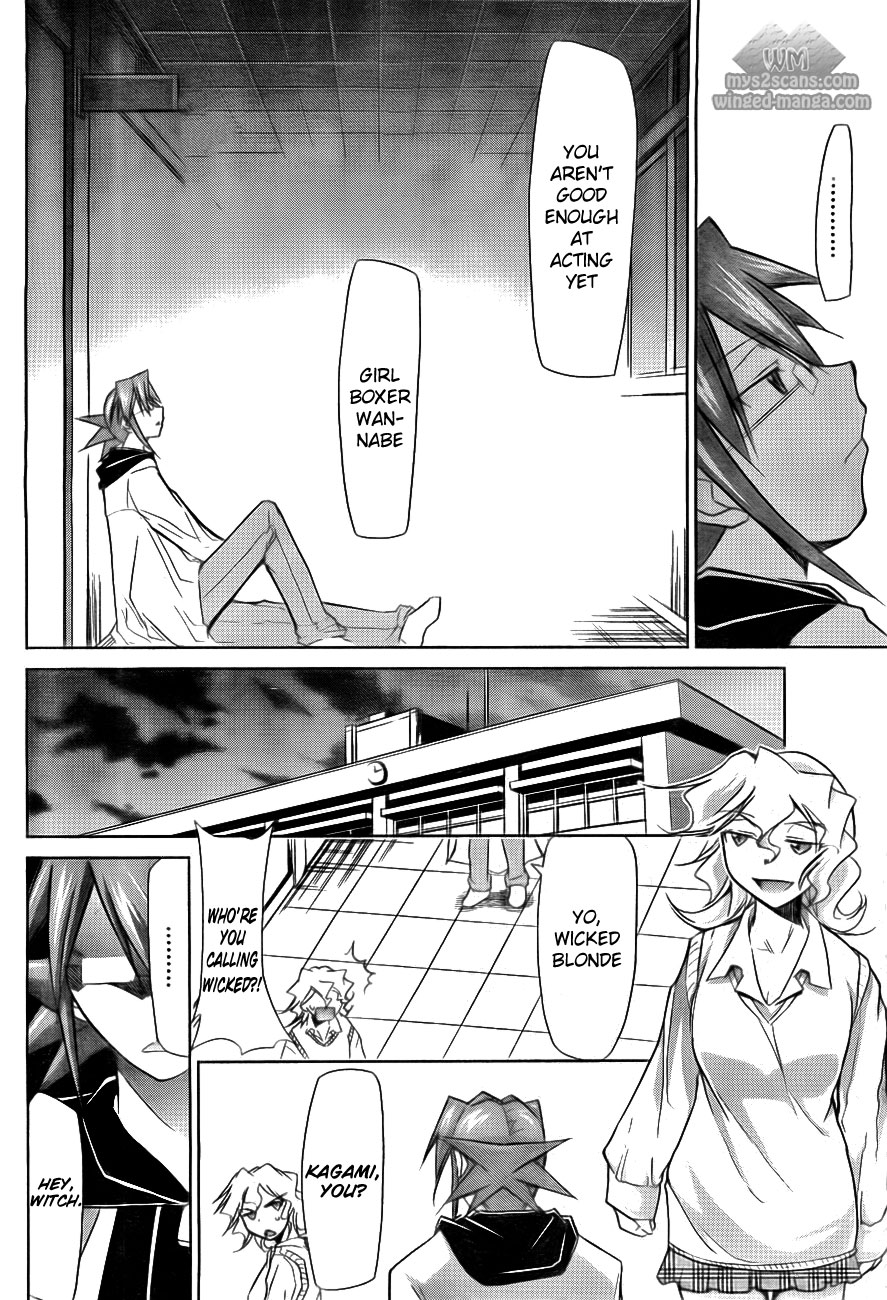 WM
mys2scans.com
winged-manga.com
..........
YOU
AREN'T
GOOD
ENOUGH
AT
ACTING
YET
GIRL
BOXER
WAN-
NABE
YO,
WICKED
BLONDE
WHO'RE
YOU
CALLING
WICKED?!
KAGAMI,
YOU?
..........
HEY,
WITCH.